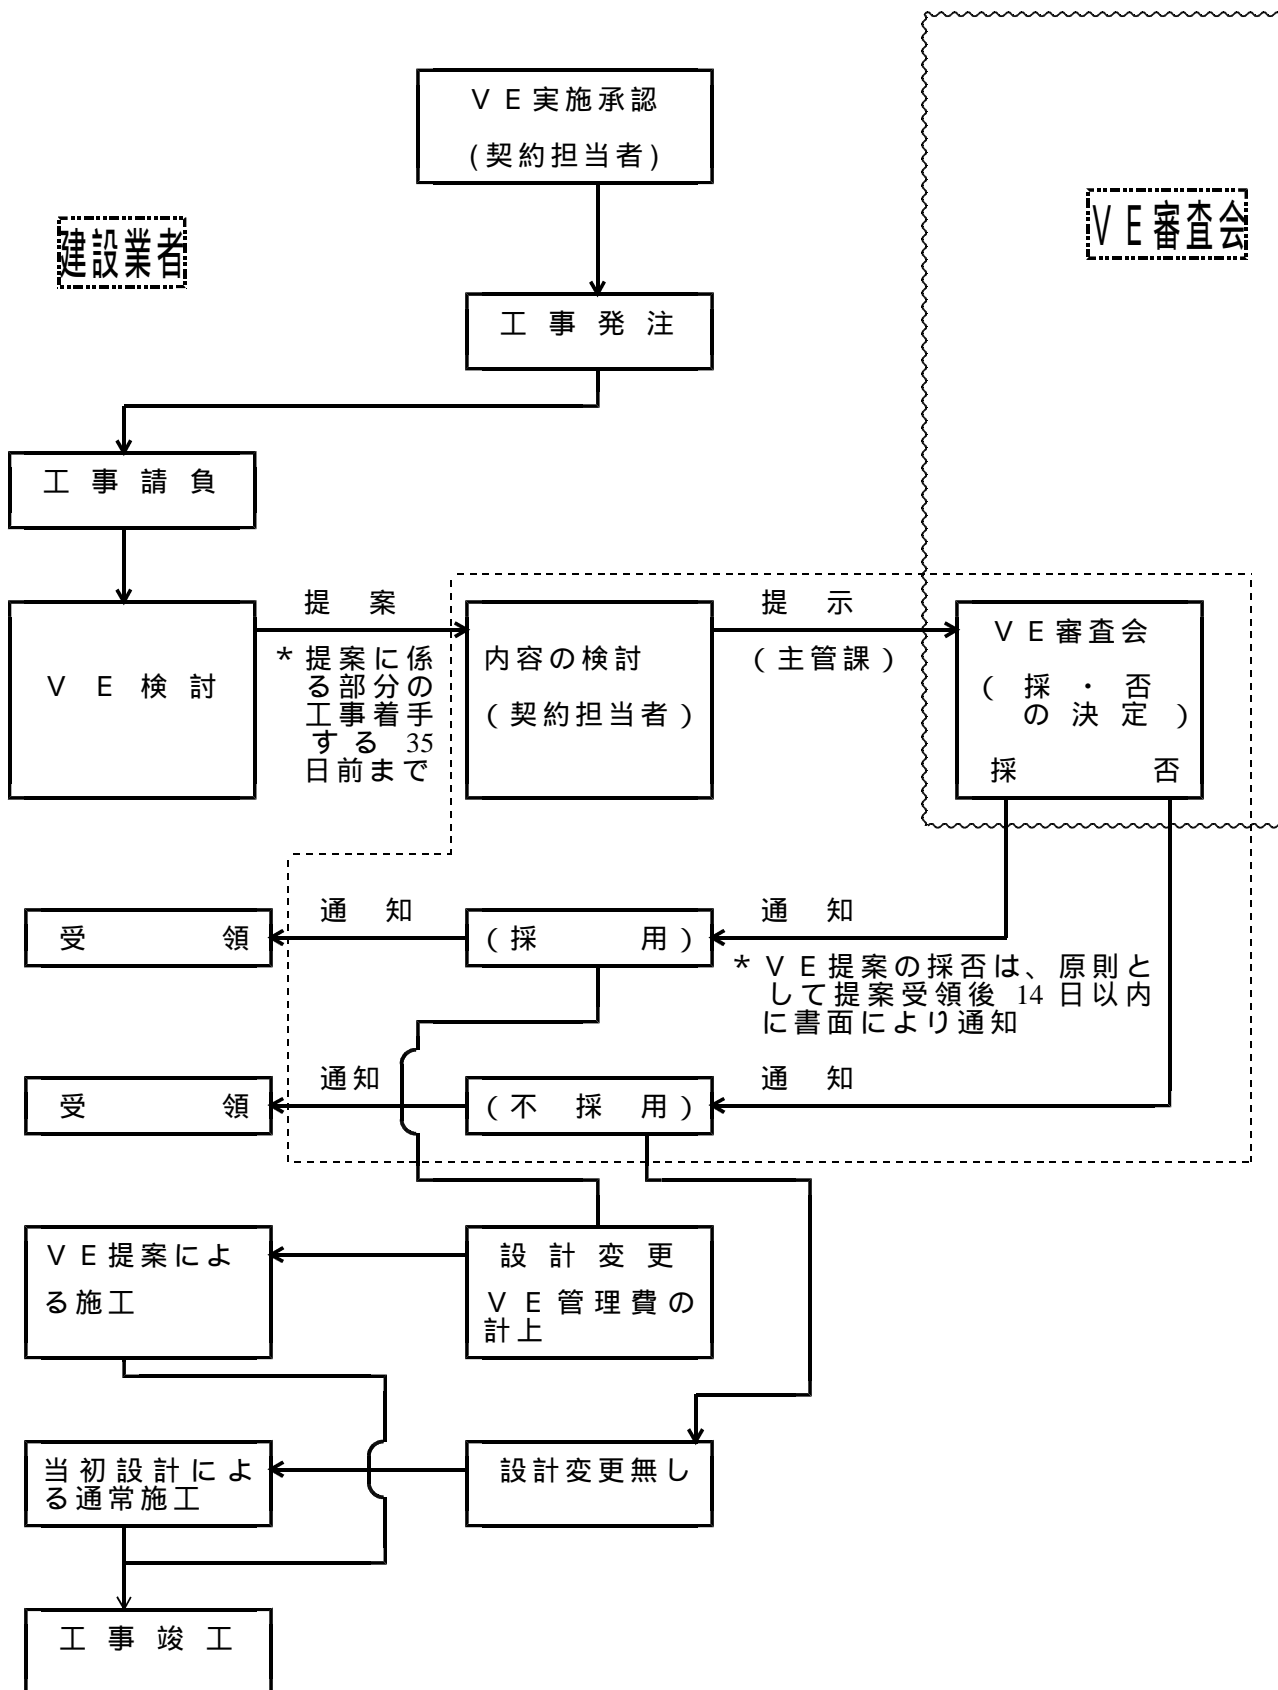 ＶＥ実施承認
(契約担当者)
建設業者
ＶＥ審査会
工事発注
工事請負
提案
提示
ＶＥ検討
＊提案に係
る部分の
工事着手
する 35
日前まで
内容の検討
（契約担当者）
（主管課）
ＶＥ審査会
（採・否
の決定）
採 否
受領
通知
（採用）
通知
＊ＶＥ提案の採否は、原則と
して提案受領後 14 日以内
に書面により通知
受領
通知
（不採用）
通知
ＶＥ提案によ
る施工
設計変更
ＶＥ管理費の
計上
当初設計によ
る通常施工
設計変更無し
工事竣工